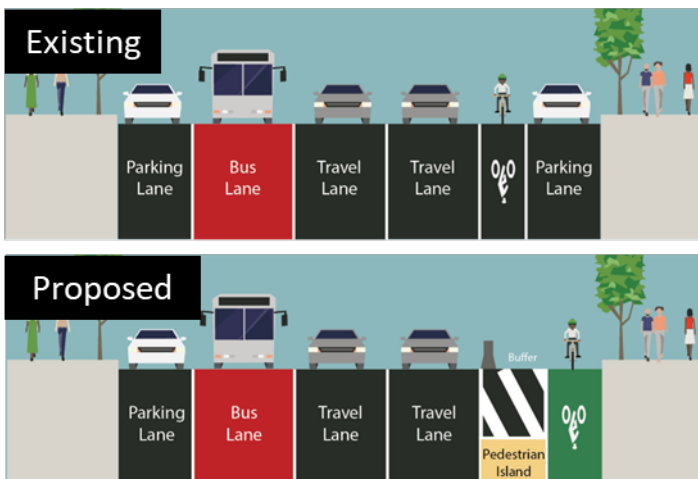 Existing
Parking
Lane
Bus
Lane
Travel
Lane
Travel
Lane
Parking
Lane
Proposed
Parking
Lane
Bus
Lane
Travel
Lane
Travel
Lane
Buffer
Pedestrian
Island